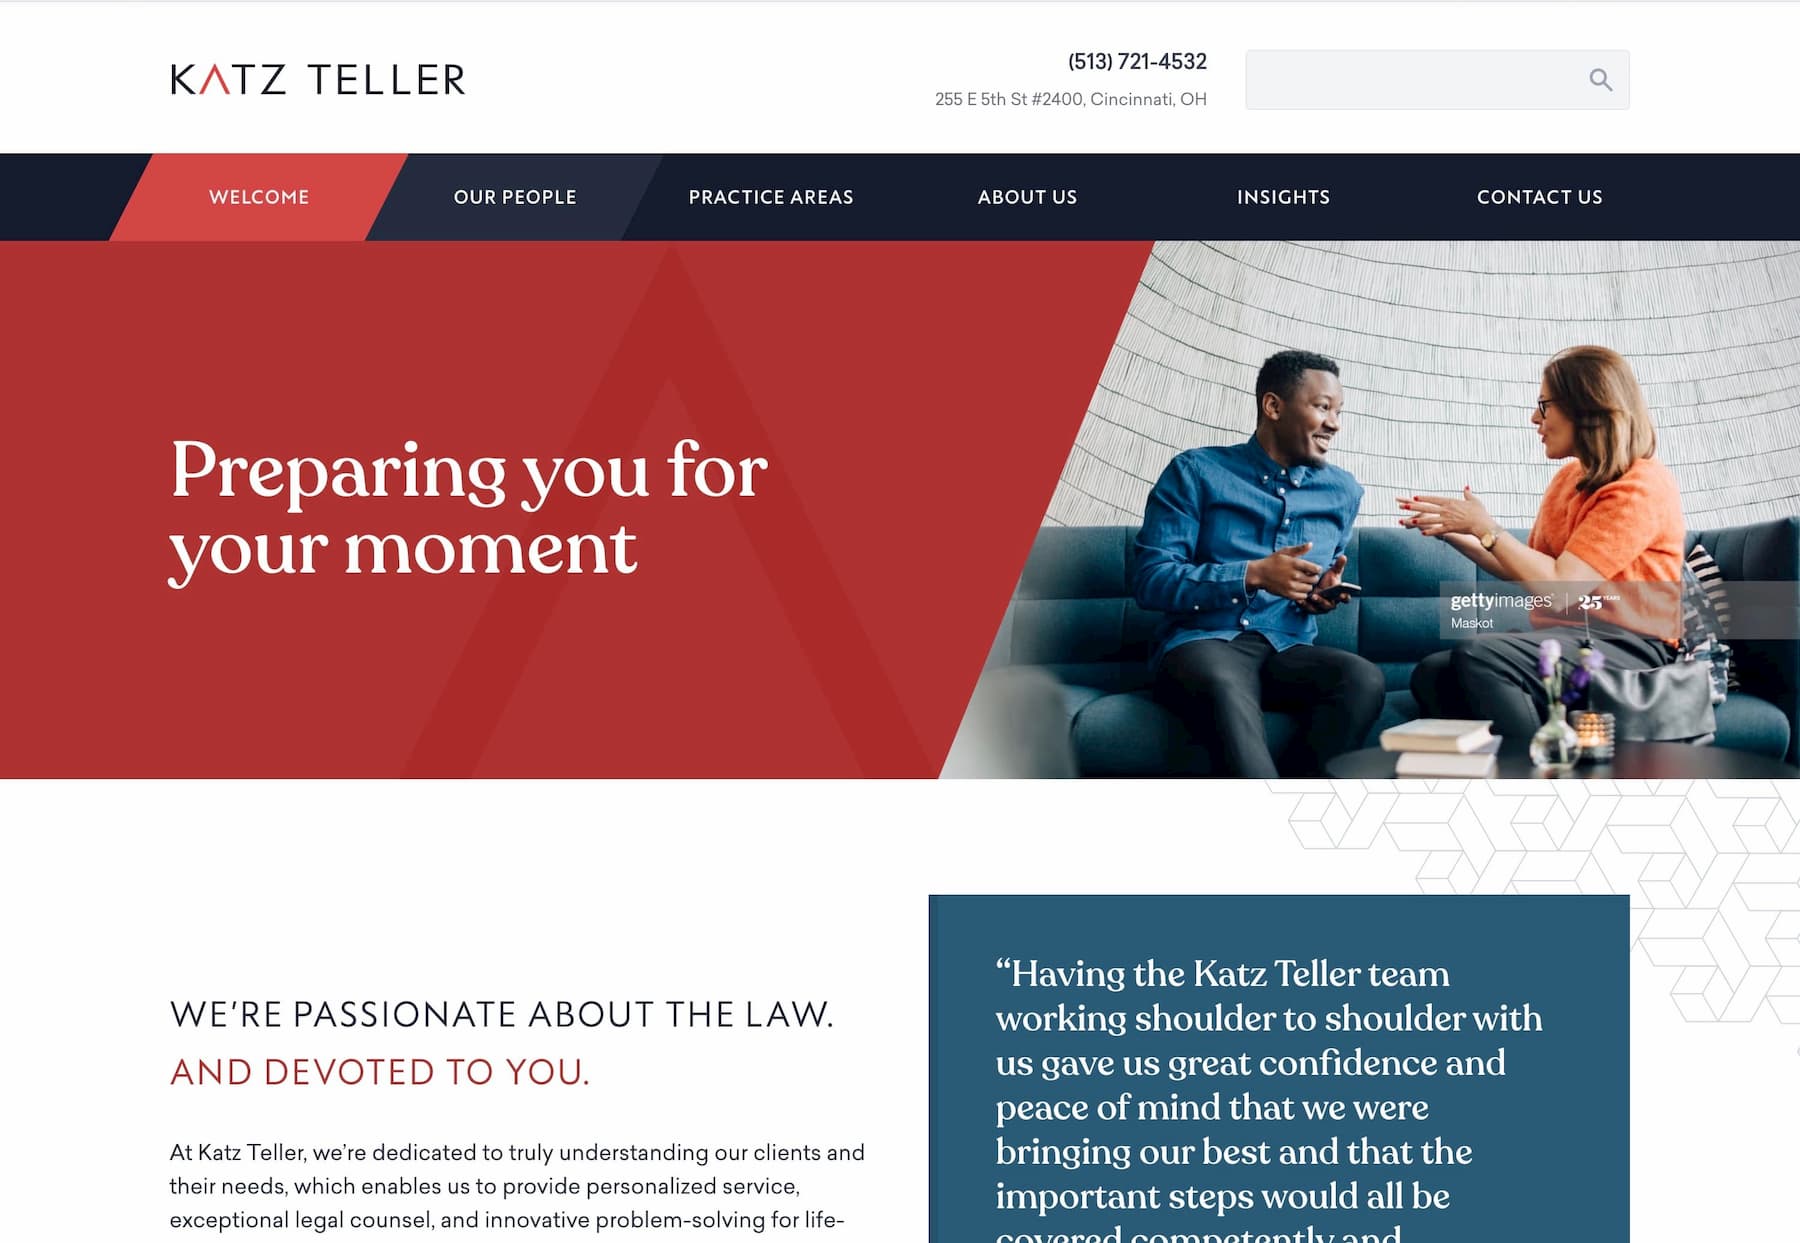 KATZ TELLER
(513) 721-4532
255 E 5th St #2400, Cincinnati, OH
WELCOME
OUR PEOPLE
PRACTICE AREAS
ABOUT US
INSIGHTS
CONTACT US
Preparing you for
your moment
gettyimages® | 25 YEARS
Maskot
WE’RE PASSIONATE ABOUT THE LAW.
AND DEVOTED TO YOU.
At Katz Teller, we’re dedicated to truly understanding our clients and
their needs, which enables us to provide personalized service,
exceptional legal counsel, and innovative problem-solving for life-
“Having the Katz Teller team
working shoulder to shoulder with
us gave us great confidence and
peace of mind that we were
bringing our best and that the
important steps would all be
covered competently and